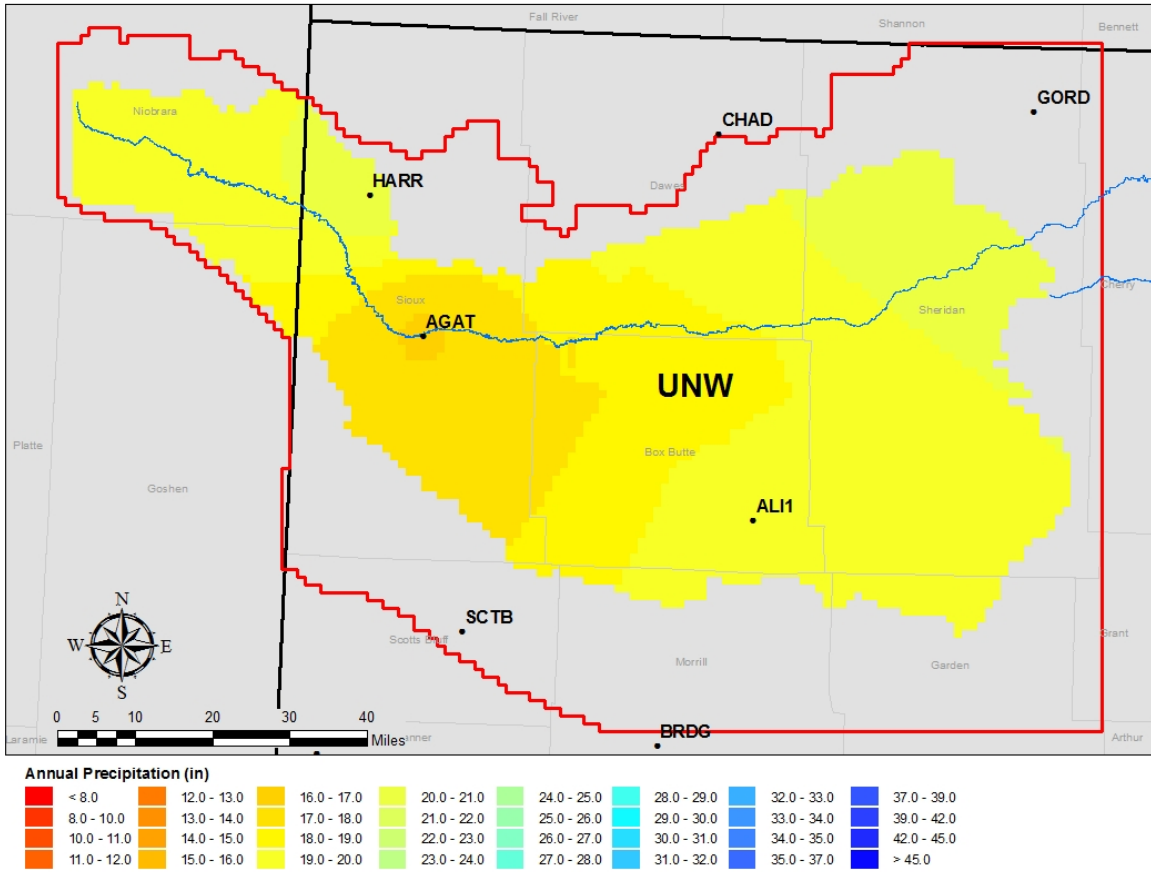 Fall River
Shannon
Bennett
GORD
Niobrara
CHAD
HARR
Dawes
Cherry
Sioux
Sheridan
AGAT
UNW
Platte
Box Butte
Goshen
ALI1
N
W E
S
SCTB
Scotts Bluff
Grant
Morrill
Garden
0 5 10 20 30 40
Miles
Laramie
anner
BRDG
Arthur
Annual Precipitation (in)
< 8.0 12.0 - 13.0 16.0 - 17.0 20.0 - 21.0 24.0 - 25.0 28.0 - 29.0 32.0 - 33.0 37.0 - 39.0
8.0 - 10.0 13.0 - 14.0 17.0 - 18.0 21.0 - 22.0 25.0 - 26.0 29.0 - 30.0 33.0 - 34.0 39.0 - 42.0
10.0 - 11.0 14.0 - 15.0 18.0 - 19.0 22.0 - 23.0 26.0 - 27.0 30.0 - 31.0 34.0 - 35.0 42.0 - 45.0
11.0 - 12.0 15.0 - 16.0 19.0 - 20.0 23.0 - 24.0 27.0 - 28.0 31.0 - 32.0 35.0 - 37.0 > 45.0